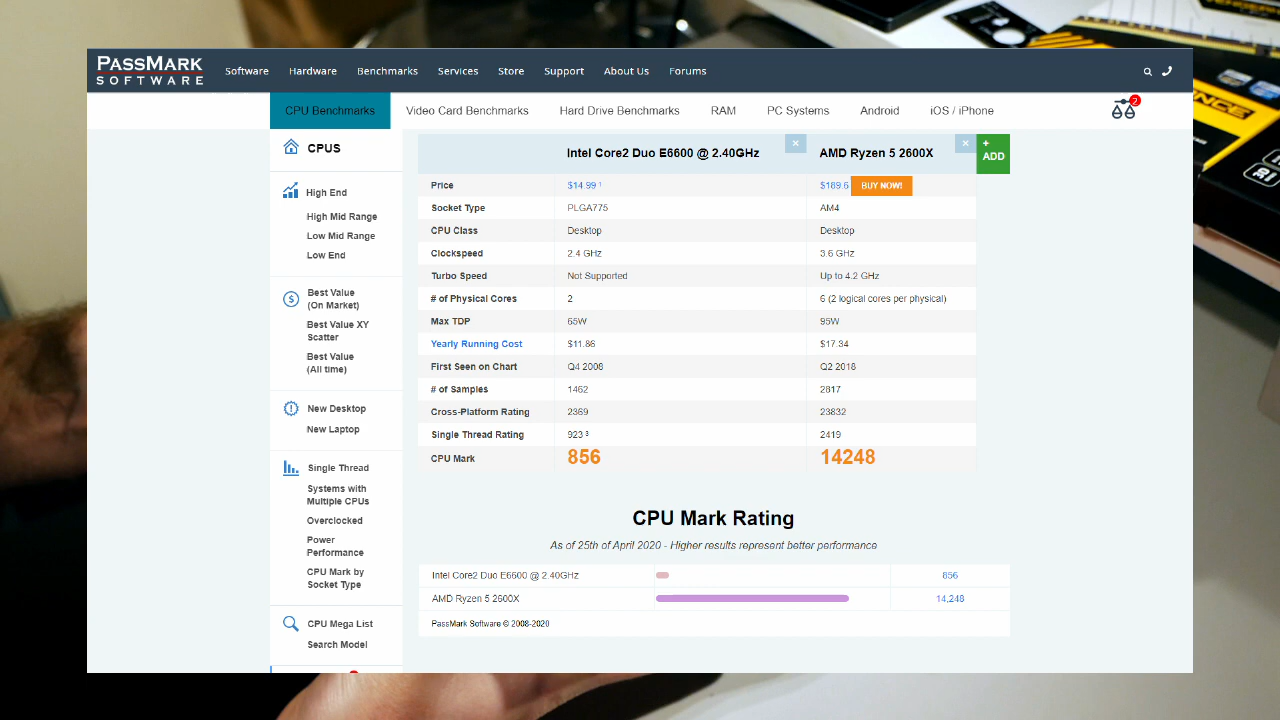 PASSMARK
SOFTWARE
Software Hardware Benchmarks Services Store Support About Us Forums
CPU Benchmarks Video Card Benchmarks Hard Drive Benchmarks RAM PC Systems Android iOS / iPhone
2
CPUS
High End
High Mid Range
Low Mid Range
Low End
Best Value
(On Market)
Best Value XY
Scatter
Best Value
(All time)
New Desktop
New Laptop
Single Thread
Systems with
Multiple CPUs
Overclocked
Power
Performance
CPU Mark by
Socket Type
CPU Mega List
Search Model
Intel Core2 Duo E6600 @ 2.40GHz × AMD Ryzen 5 2600X × + ADD
Price $14.99 1 $189.6 BUY NOW!
Socket Type PLGA775 AM4
CPU Class Desktop Desktop
Clockspeed 2.4 GHz 3.6 GHz
Turbo Speed Not Supported Up to 4.2 GHz
# of Physical Cores 2 6 (2 logical cores per physical)
Max TDP 65W 95W
Yearly Running Cost $11.86 $17.34
First Seen on Chart Q4 2008 Q2 2018
# of Samples 1462 2817
Cross-Platform Rating 2369 23832
Single Thread Rating 923 3 2419
CPU Mark 856 14248
CPU Mark Rating
As of 25th of April 2020 - Higher results represent better performance
Intel Core2 Duo E6600 @ 2.40GHz 856
AMD Ryzen 5 2600X 14,248
PassMark Software © 2008-2020